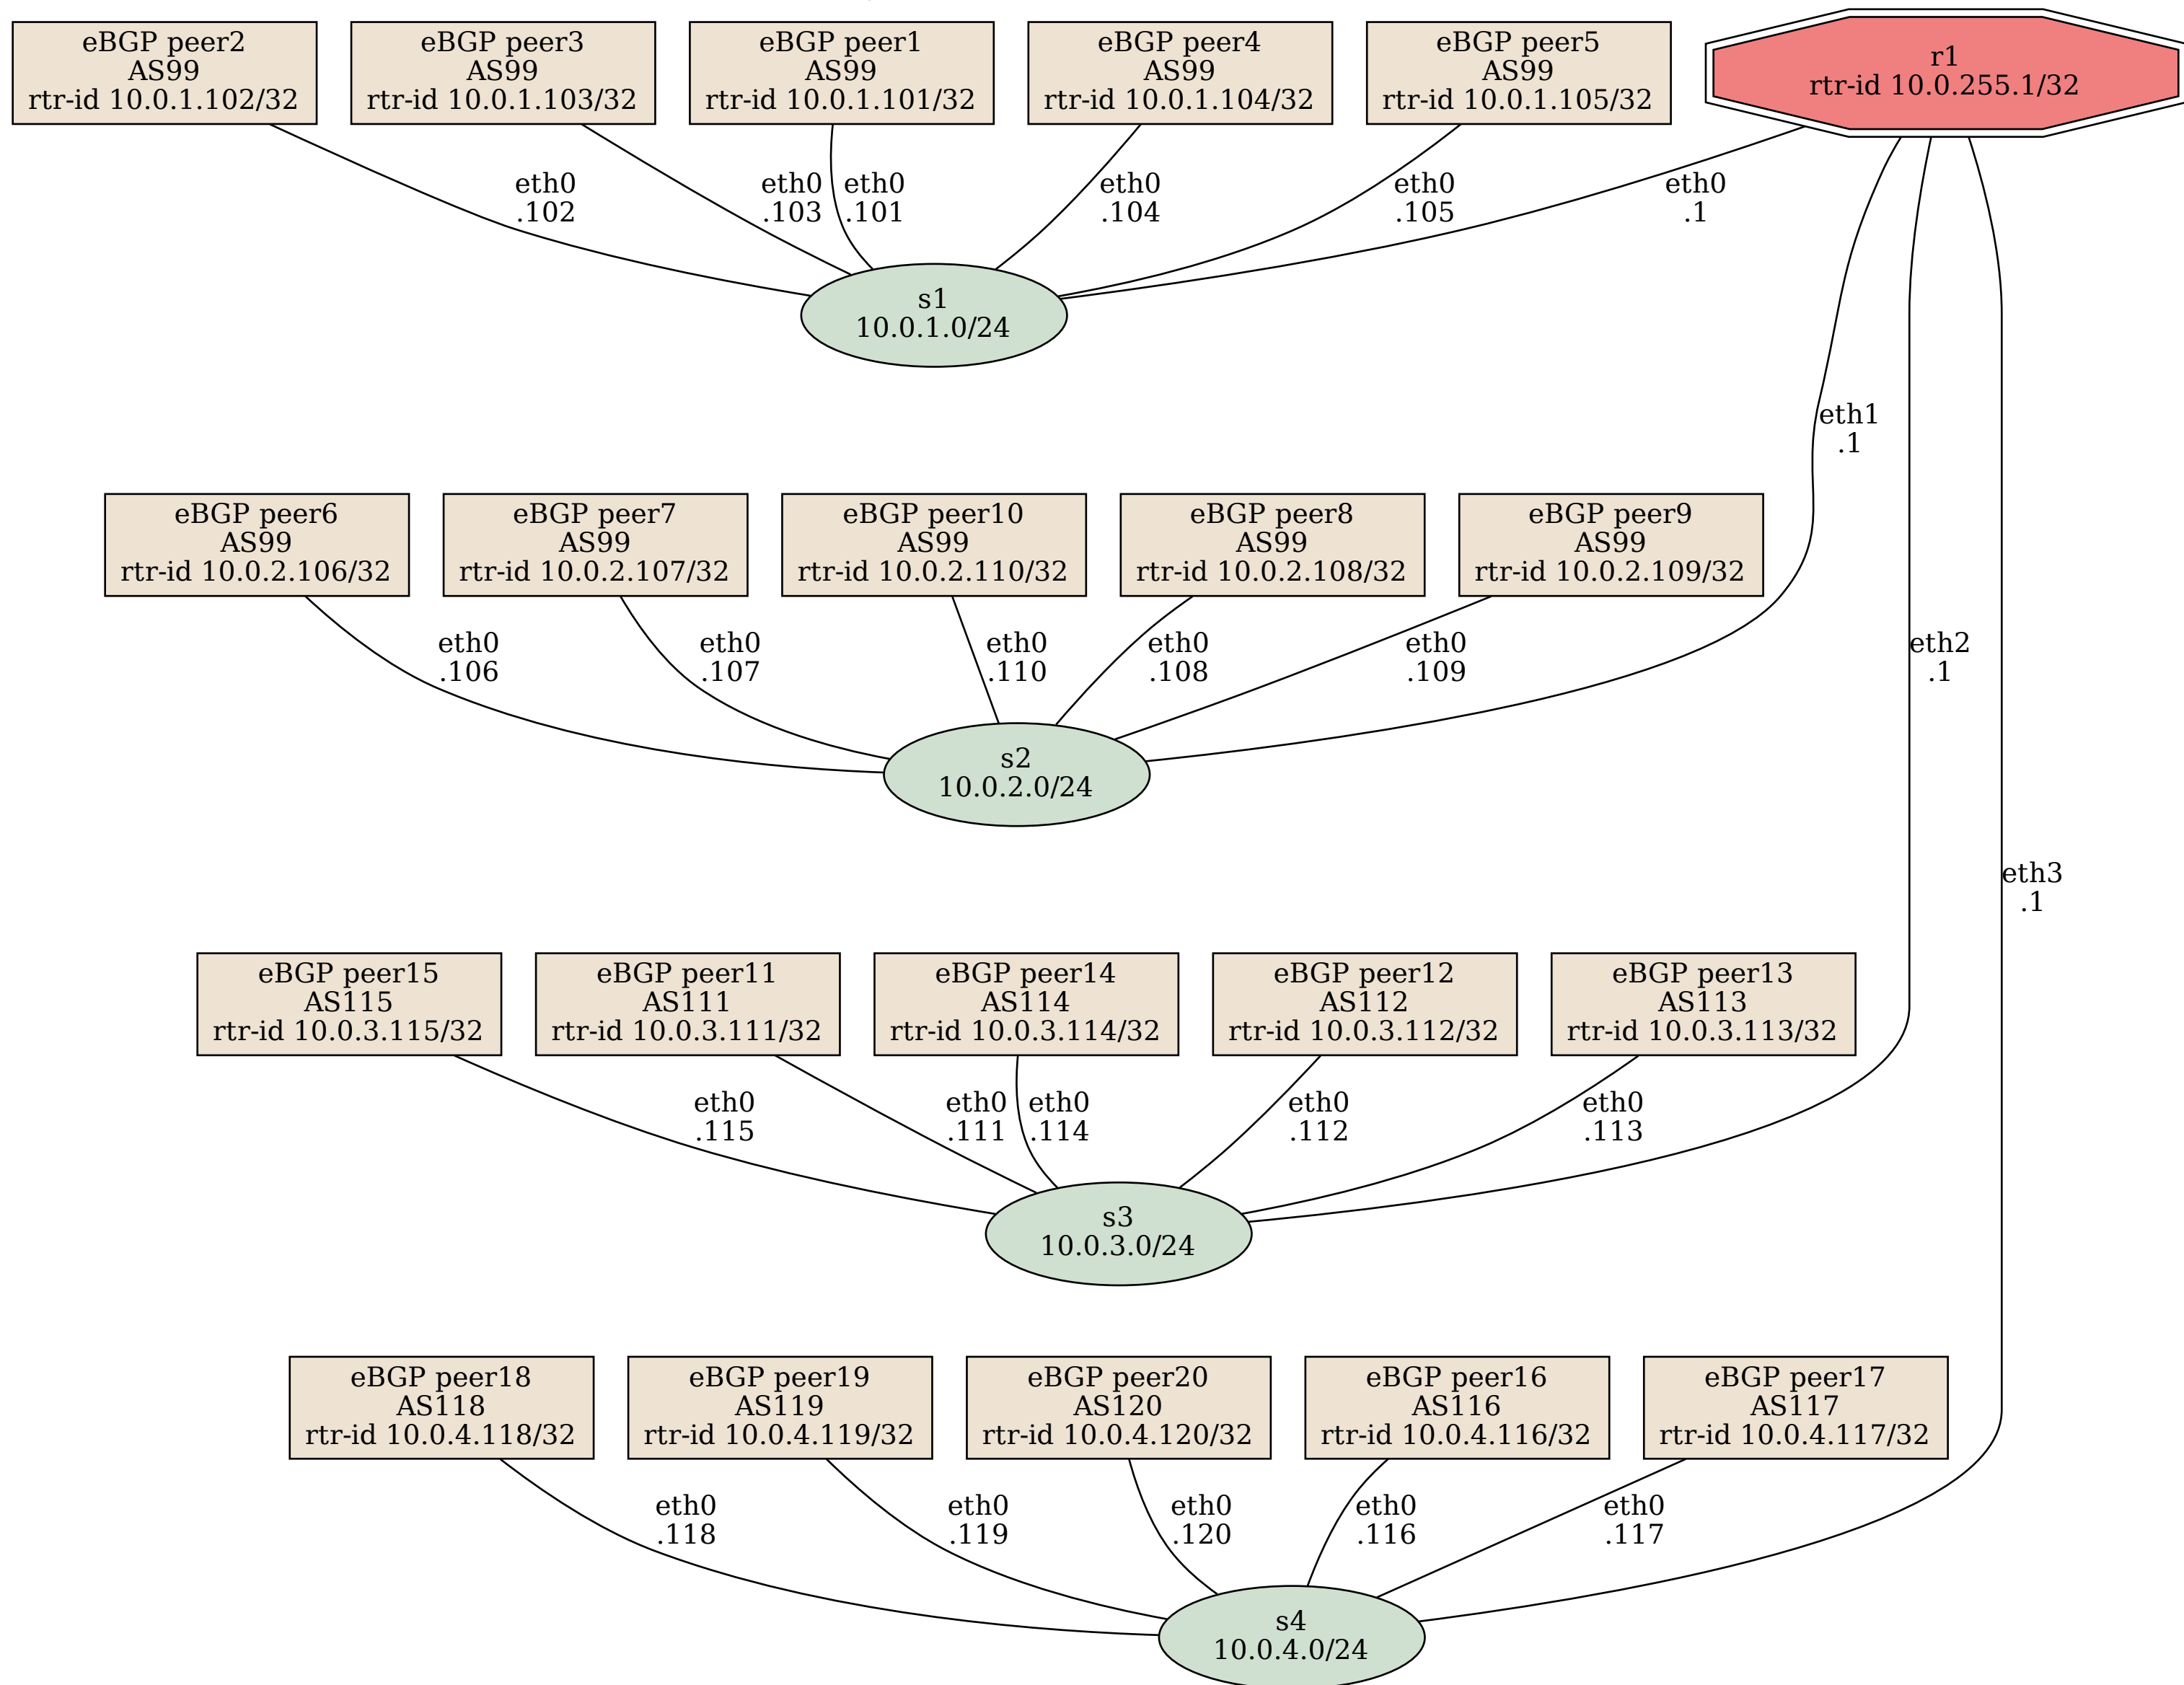 eBGP peer2
AS99
rtr-id 10.0.1.102/32
eBGP peer3
AS99
rtr-id 10.0.1.103/32
eBGP peer1
AS99
rtr-id 10.0.1.101/32
eBGP peer4
AS99
rtr-id 10.0.1.104/32
eBGP peer5
AS99
rtr-id 10.0.1.105/32
r1
rtr-id 10.0.255.1/32
eth0
.102
eth0
.103
eth0
.101
eth0
.104
eth0
.105
eth0
.1
s1
10.0.1.0/24
eth1
.1
eBGP peer6
AS99
rtr-id 10.0.2.106/32
eBGP peer7
AS99
rtr-id 10.0.2.107/32
eBGP peer10
AS99
rtr-id 10.0.2.110/32
eBGP peer8
AS99
rtr-id 10.0.2.108/32
eBGP peer9
AS99
rtr-id 10.0.2.109/32
eth0
.106
eth0
.107
eth0
.110
eth0
.108
eth0
.109
eth2
.1
s2
10.0.2.0/24
eth3
.1
eBGP peer15
AS115
rtr-id 10.0.3.115/32
eBGP peer11
AS111
rtr-id 10.0.3.111/32
eBGP peer14
AS114
rtr-id 10.0.3.114/32
eBGP peer12
AS112
rtr-id 10.0.3.112/32
eBGP peer13
AS113
rtr-id 10.0.3.113/32
eth0
.115
eth0
.111
eth0
.114
eth0
.112
eth0
.113
s3
10.0.3.0/24
eBGP peer18
AS118
rtr-id 10.0.4.118/32
eBGP peer19
AS119
rtr-id 10.0.4.119/32
eBGP peer20
AS120
rtr-id 10.0.4.120/32
eBGP peer16
AS116
rtr-id 10.0.4.116/32
eBGP peer17
AS117
rtr-id 10.0.4.117/32
eth0
.118
eth0
.119
eth0
.120
eth0
.116
eth0
.117
s4
10.0.4.0/24